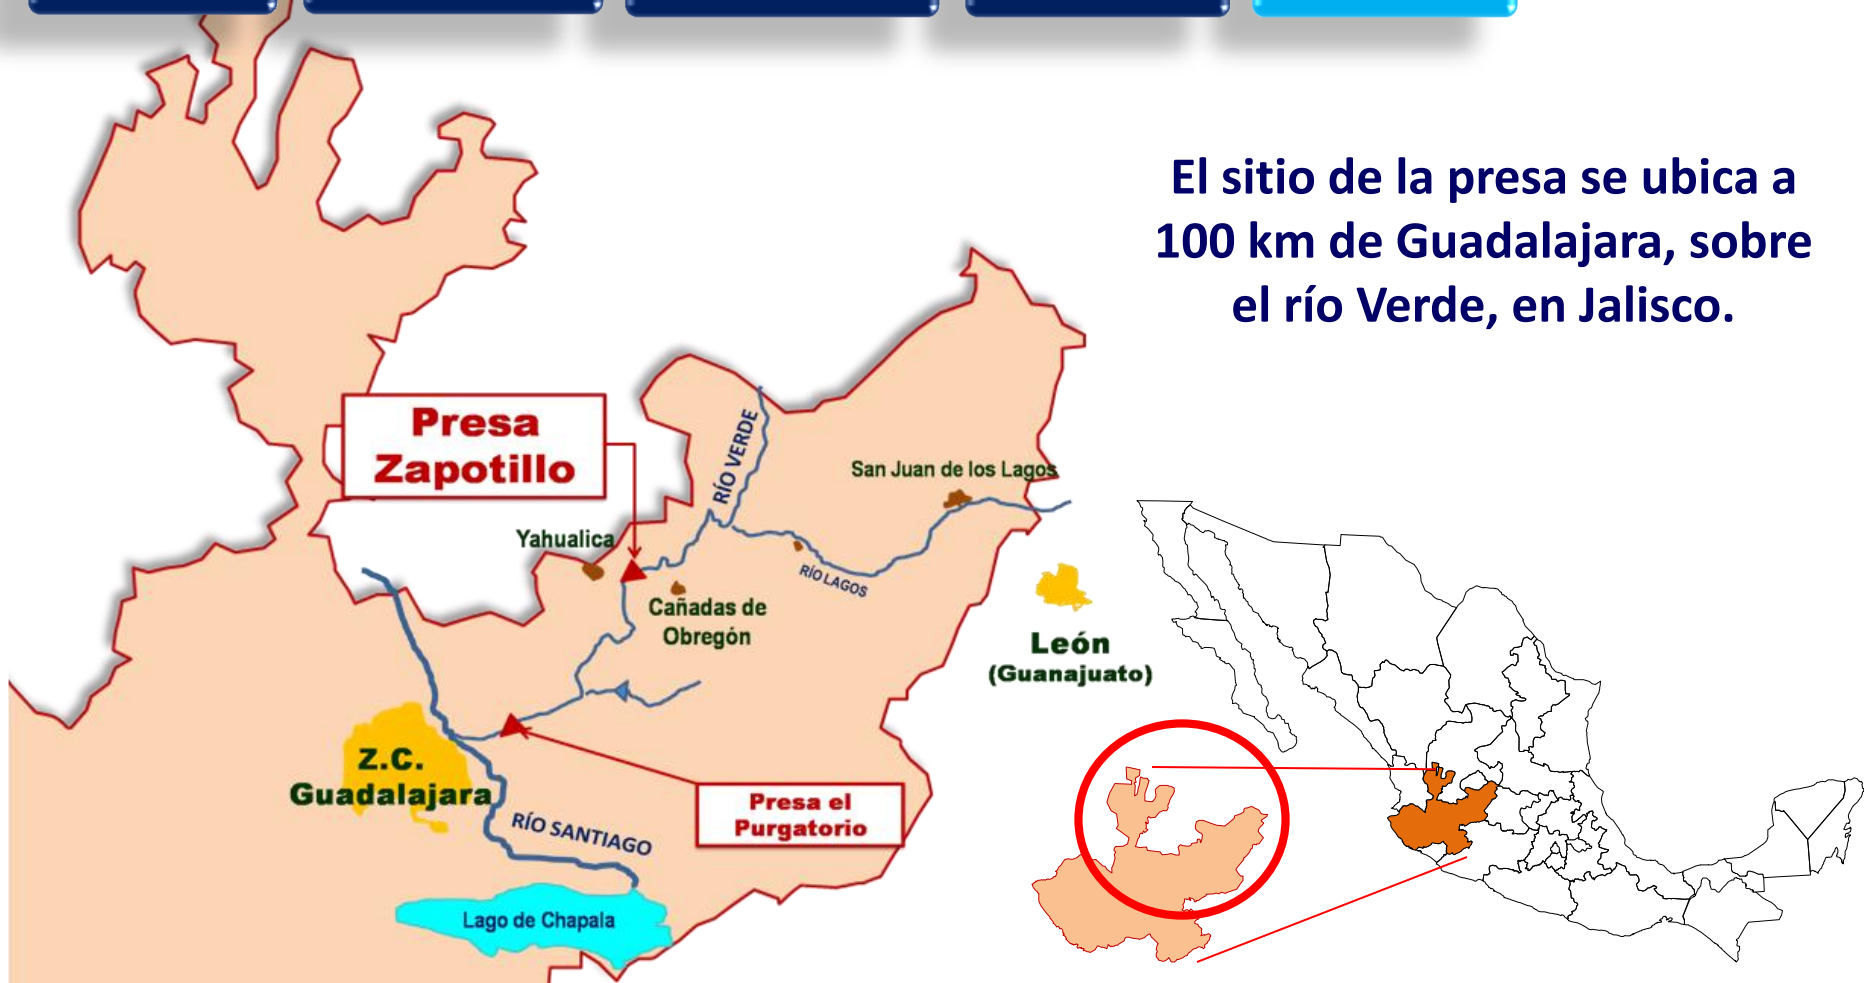 El sitio de la presa se ubica a
100 km de Guadalajara, sobre
el río Verde, en Jalisco.
Presa
Zapotillo
RÍO VERDE
San Juan de los Lagos
Yahualica
RÍO LAGOS
Cañadas de
Obregón
León
(Guanajuato)
Z.C.
Guadalajara
Presa el
Purgatorio
RÍO SANTIAGO
Lago de Chapala